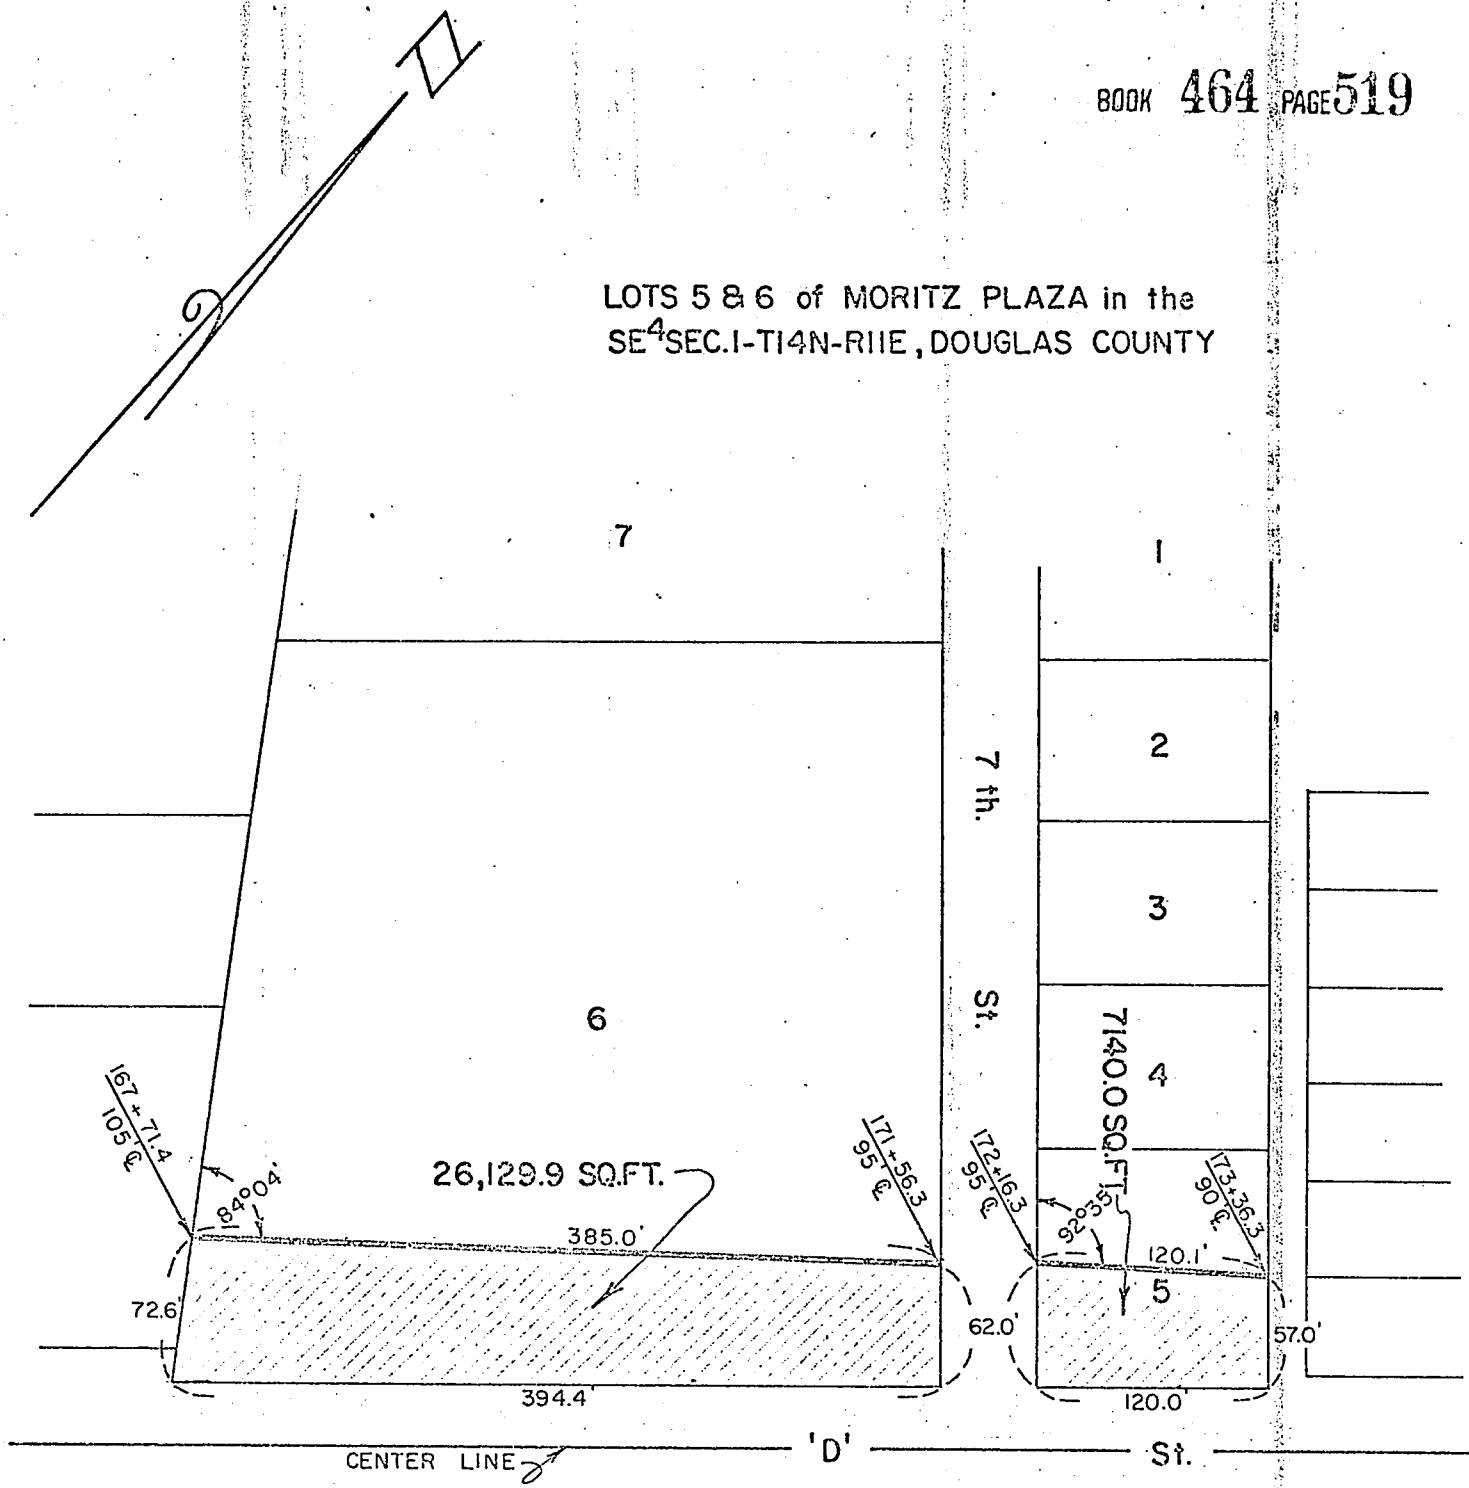 N
BOOK 464 PAGE 519
LOTS 5 & 6 of MORITZ PLAZA in the
SE⁴SEC.1-T14N-R11E, DOUGLAS COUNTY
7
1
2
7 th. St.
3
6
4
7140.0 SQ.FT.
167+71.4
105' ℄
84°04'
26,129.9 SQ.FT.
171+56.3
95' ℄
172+16.3
95' ℄
92°35'
173+36.3
90' ℄
385.0'
120.1'
5
72.6'
62.0'
57.0'
394.4'
120.0'
CENTER LINE
'D' St.